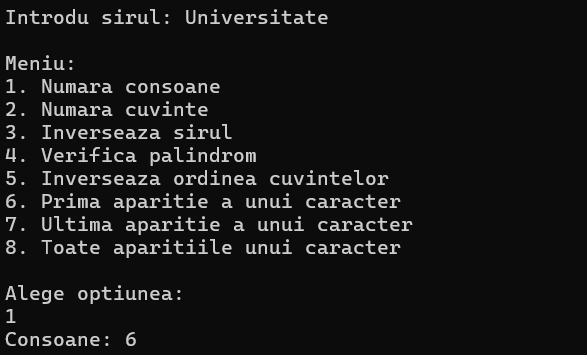 Introdu sirul: Universitate
Meniu:
1. Numara consoane
2. Numara cuvinte
3. Inverseaza sirul
4. Verifica palindrom
5. Inverseaza ordinea cuvintelor
6. Prima aparitie a unui caracter
7. Ultima aparitie a unui caracter
8. Toate aparitiile unui caracter
Alege optiunea:
1
Consoane: 6